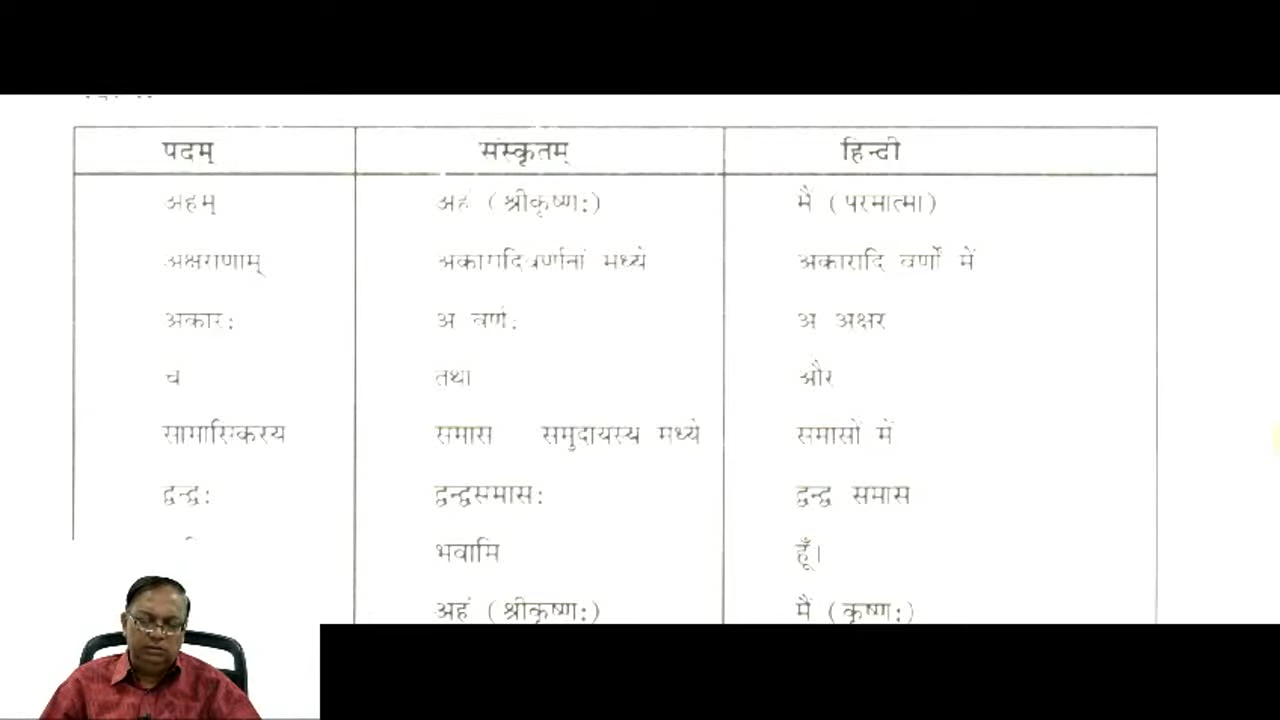 पदम् संस्कृतम् हिन्दी
अहम् अहं (श्रीकृष्णः) मैं (परमात्मा)
अक्षराणाम् अकारादिवर्णानां मध्ये अकारादि वर्णों में
अकारः अ वर्णः अ अक्षर
च तथा और
सामासिकस्य समास समुदायस्य मध्ये समासों में
द्वन्द्वः द्वन्द्वसमासः द्वन्द्व समास
भवामि हूँ।
अहं (श्रीकृष्णः) मैं (कृष्णः)